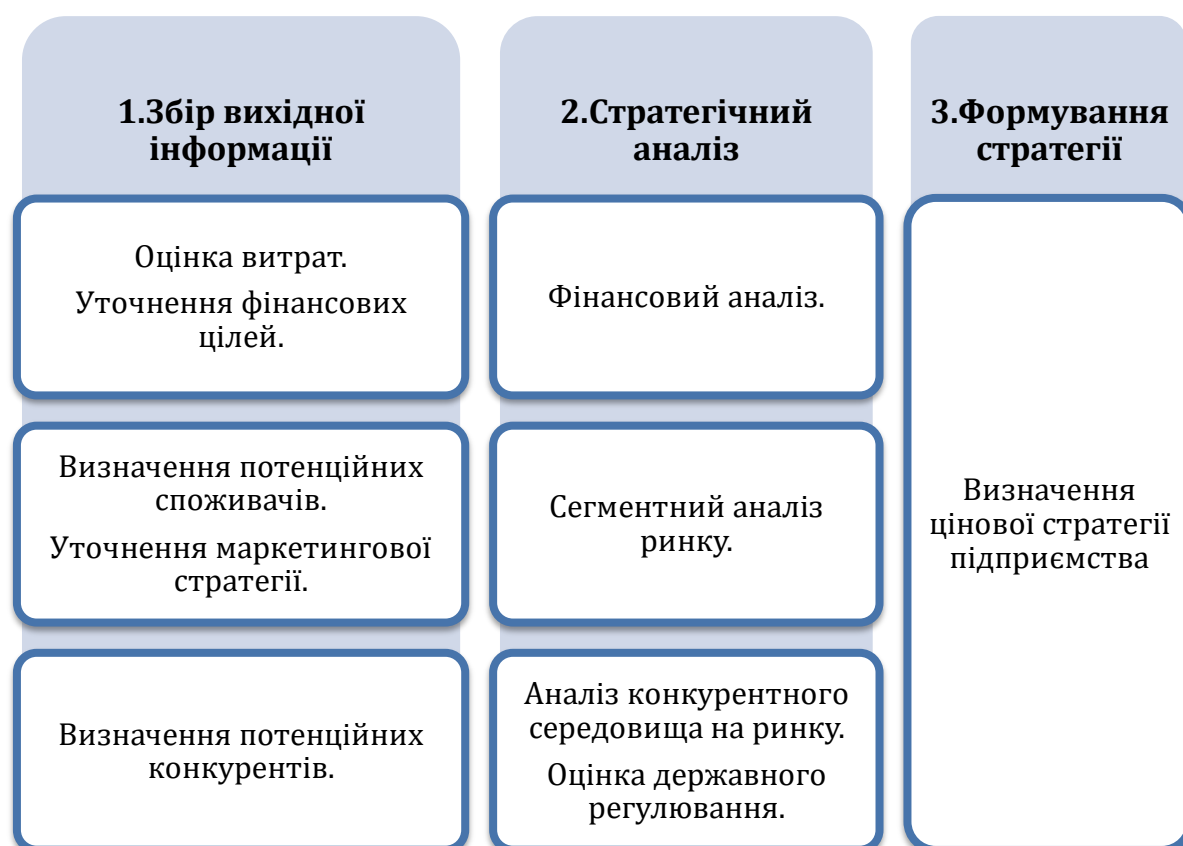 1.Збір вихідної
інформації
Оцінка витрат.
Уточнення фінансових
цілей.
Визначення потенційних
споживачів.
Уточнення маркетингової
стратегії.
Визначення потенційних
конкурентів.
2.Стратегічний
аналіз
Фінансовий аналіз.
Сегментний аналіз
ринку.
Аналіз конкурентного
середовища на ринку.
Оцінка державного
регулювання.
3.Формування
стратегії
Визначення
цінової стратегії
підприємства